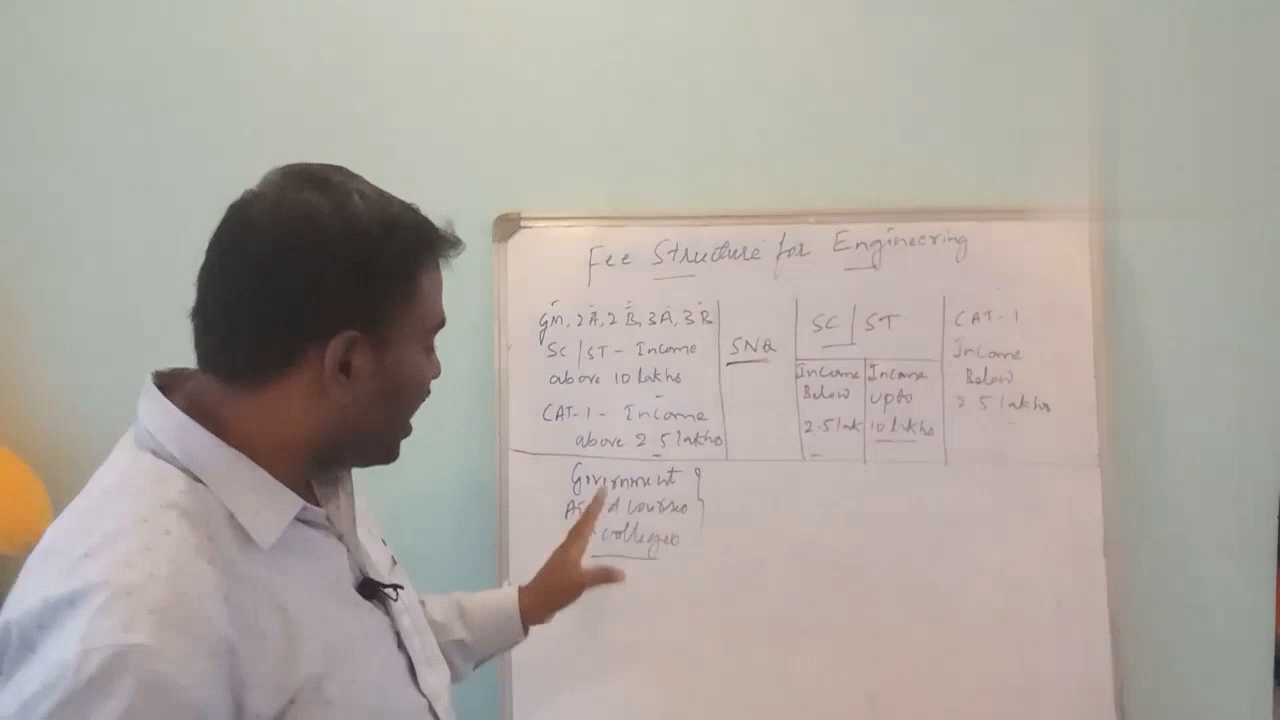 Fee Structure for Engineering
GM, 2A, 2B, 3A, 3B
SC/ST - Income
above 10 lakhs
CAT-1 - Income
above 2.5 lakhs
SNQ
SC | ST
Income
Below
2.5 lak
Income
upto
10 lakhs
CAT-1
Income
Below
2.5 lakhs
Government
courses
colleges